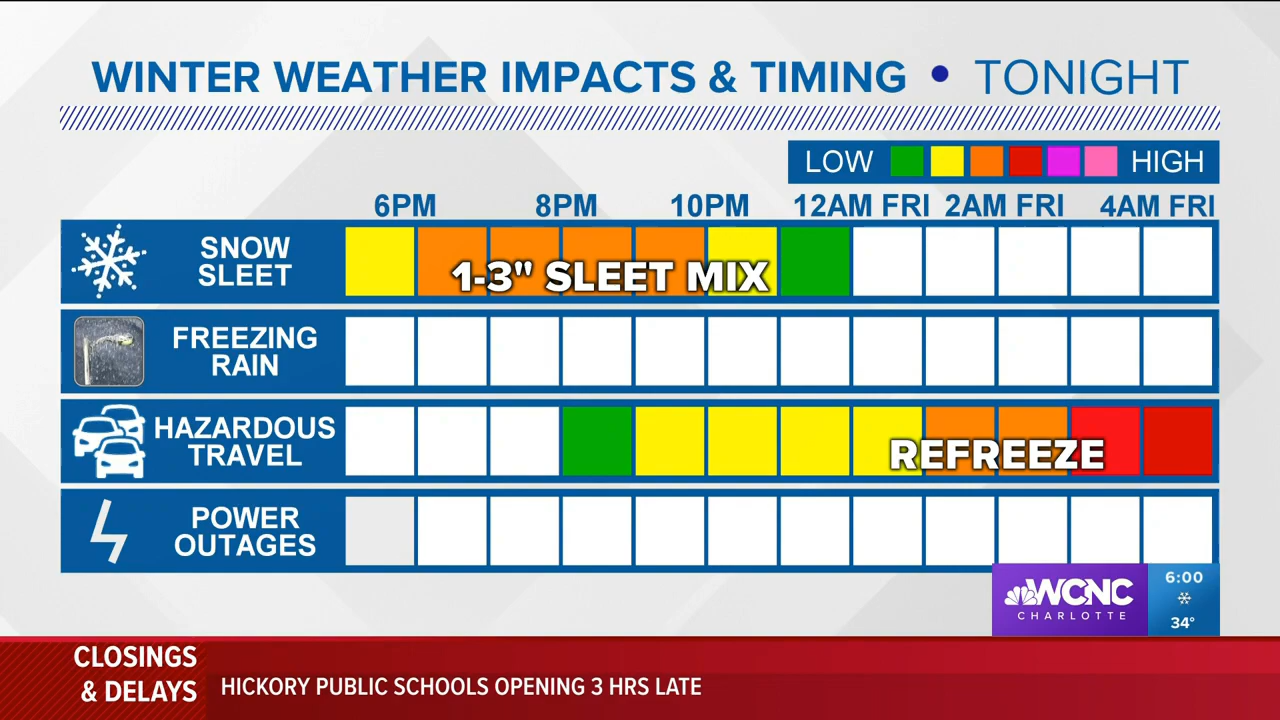 WINTER WEATHER IMPACTS & TIMING • TONIGHT
LOW HIGH
6PM 8PM 10PM 12AM FRI 2AM FRI 4AM FRI
SNOW
SLEET
1-3" SLEET MIX
FREEZING
RAIN
HAZARDOUS
TRAVEL
REFREEZE
POWER
OUTAGES
WCNC
CHARLOTTE
6:00
34°
CLOSINGS
& DELAYS
HICKORY PUBLIC SCHOOLS OPENING 3 HRS LATE